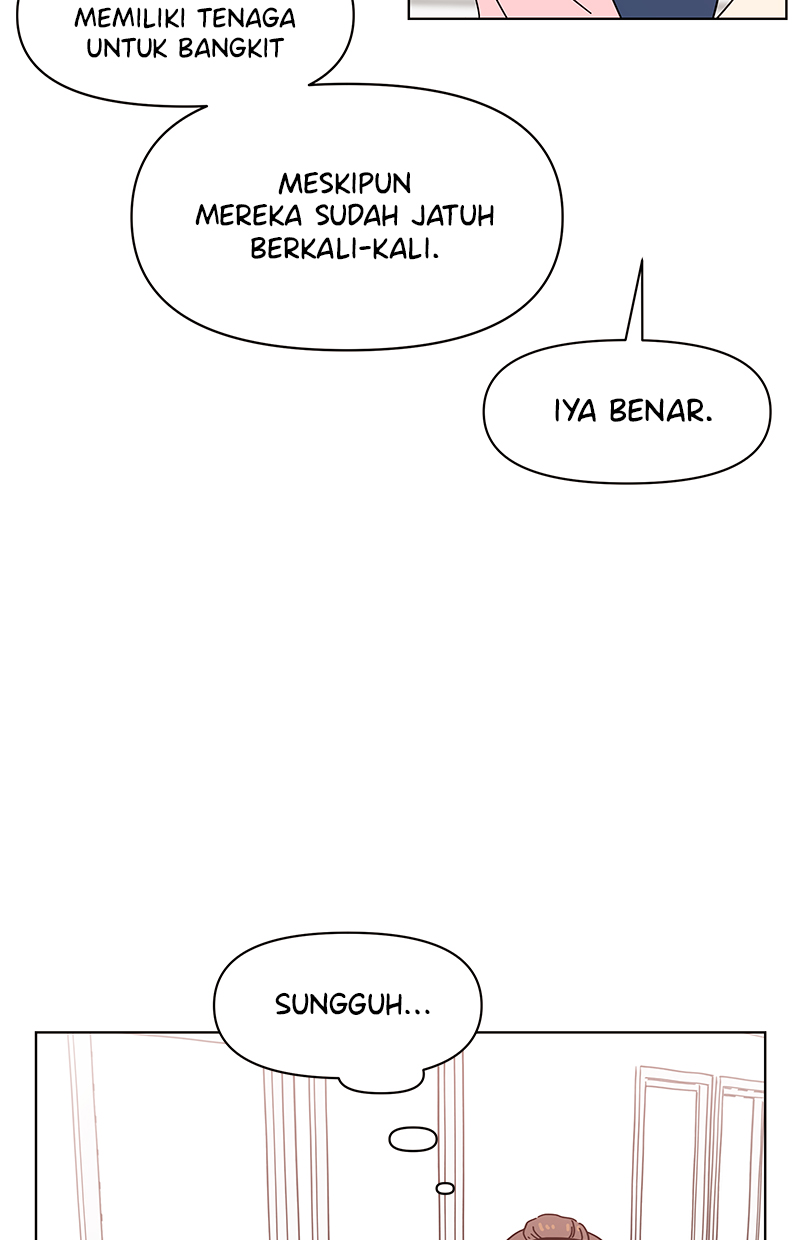 MEMILIKI TENAGA
UNTUK BANGKIT
MESKIPUN
MEREKA SUDAH JATUH
BERKALI-KALI.
IYA BENAR.
SUNGGUH...